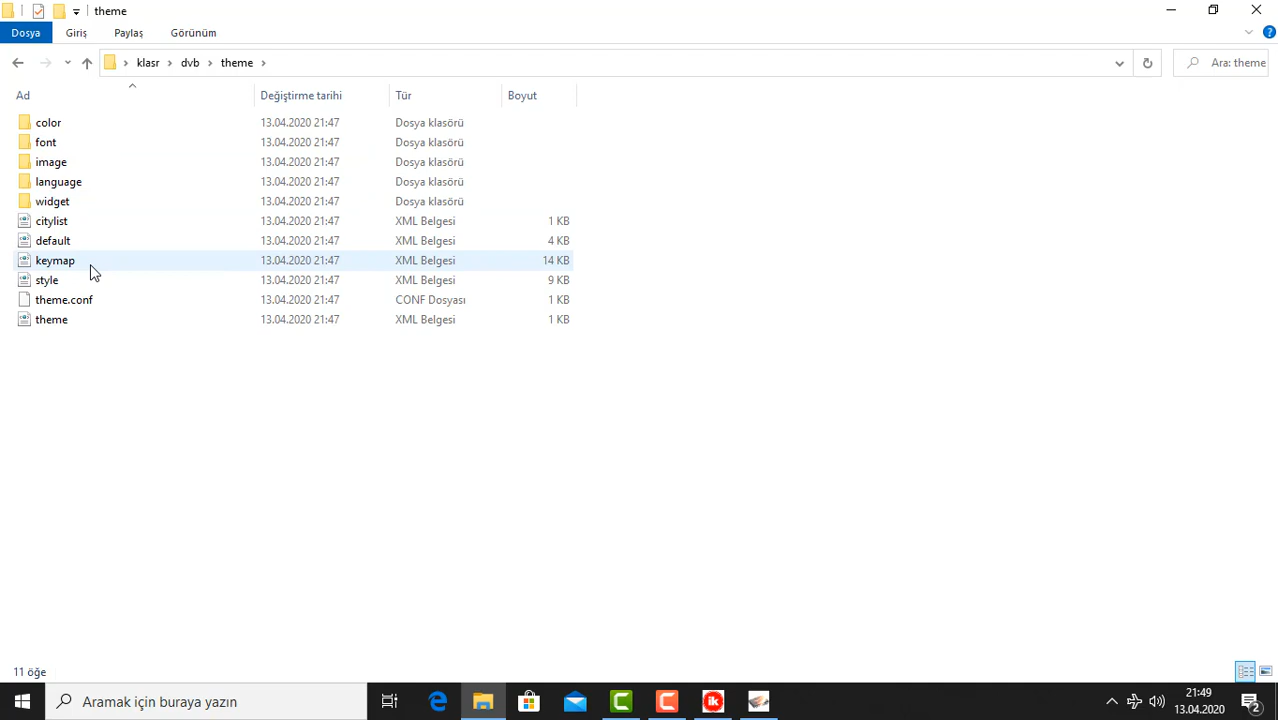 theme
Dosya Giriş Paylaş Görünüm
klasr dvb theme Ara: theme
Ad Değiştirme tarihi Tür Boyut
color 13.04.2020 21:47 Dosya klasörü
font 13.04.2020 21:47 Dosya klasörü
image 13.04.2020 21:47 Dosya klasörü
language 13.04.2020 21:47 Dosya klasörü
widget 13.04.2020 21:47 Dosya klasörü
citylist 13.04.2020 21:47 XML Belgesi 1 KB
default 13.04.2020 21:47 XML Belgesi 4 KB
keymap 13.04.2020 21:47 XML Belgesi 14 KB
style 13.04.2020 21:47 XML Belgesi 9 KB
theme.conf 13.04.2020 21:47 CONF Dosyası 1 KB
theme 13.04.2020 21:47 XML Belgesi 1 KB
11 öğe
Aramak için buraya yazın ik 21:49
13.04.2020 2